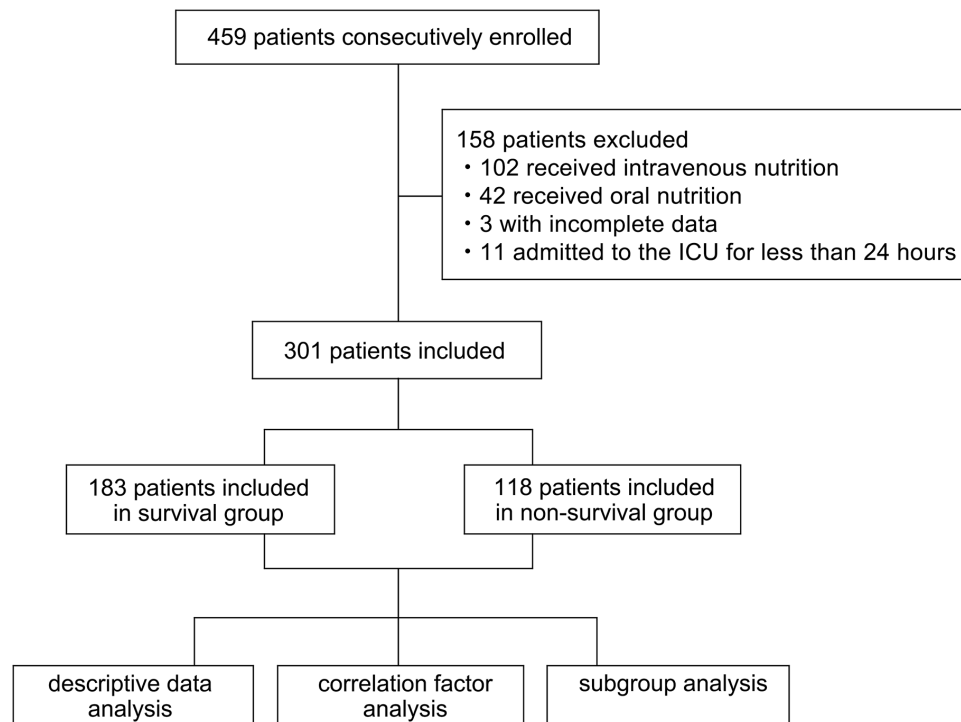 459 patients consecutively enrolled
158 patients excluded
・102 received intravenous nutrition
・42 received oral nutrition
・3 with incomplete data
・11 admitted to the ICU for less than 24 hours
301 patients included
183 patients included
in survival group
118 patients included
in non-survival group
descriptive data
analysis
correlation factor
analysis
subgroup analysis